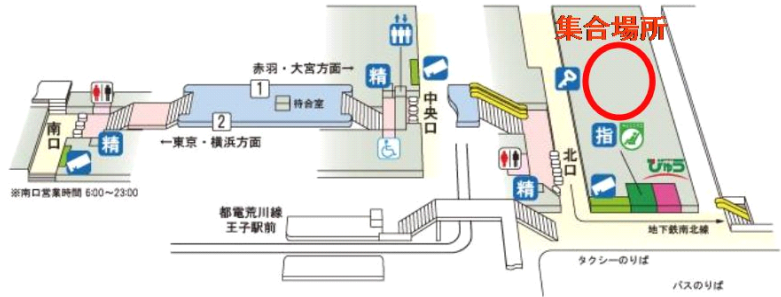 集合場所
赤羽・大宮方面→
精
1
待合室
中央口
2
←東京・横浜方面
南口
精
※南口営業時間 6:00〜23:00
指
びゅう
北口
精
都電荒川線
王子駅前
地下鉄南北線
タクシーのりば
バスのりば